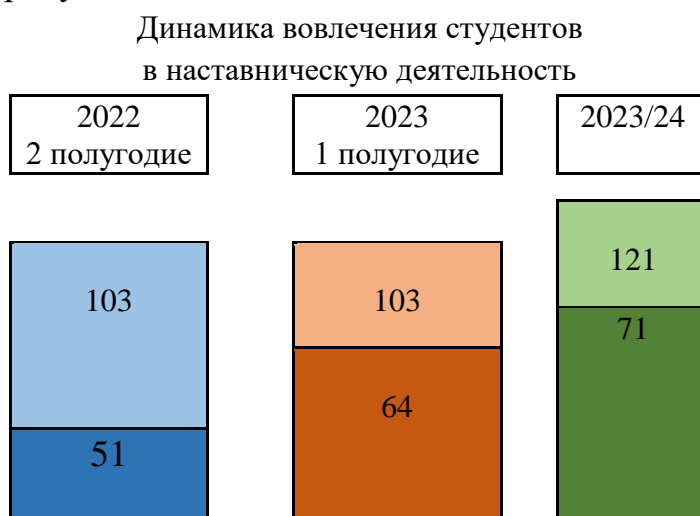 Динамика вовлечения студентов
в наставническую деятельность
2022
2 полугодие
2023
1 полугодие
2023/24
103
51
103
64
121
71